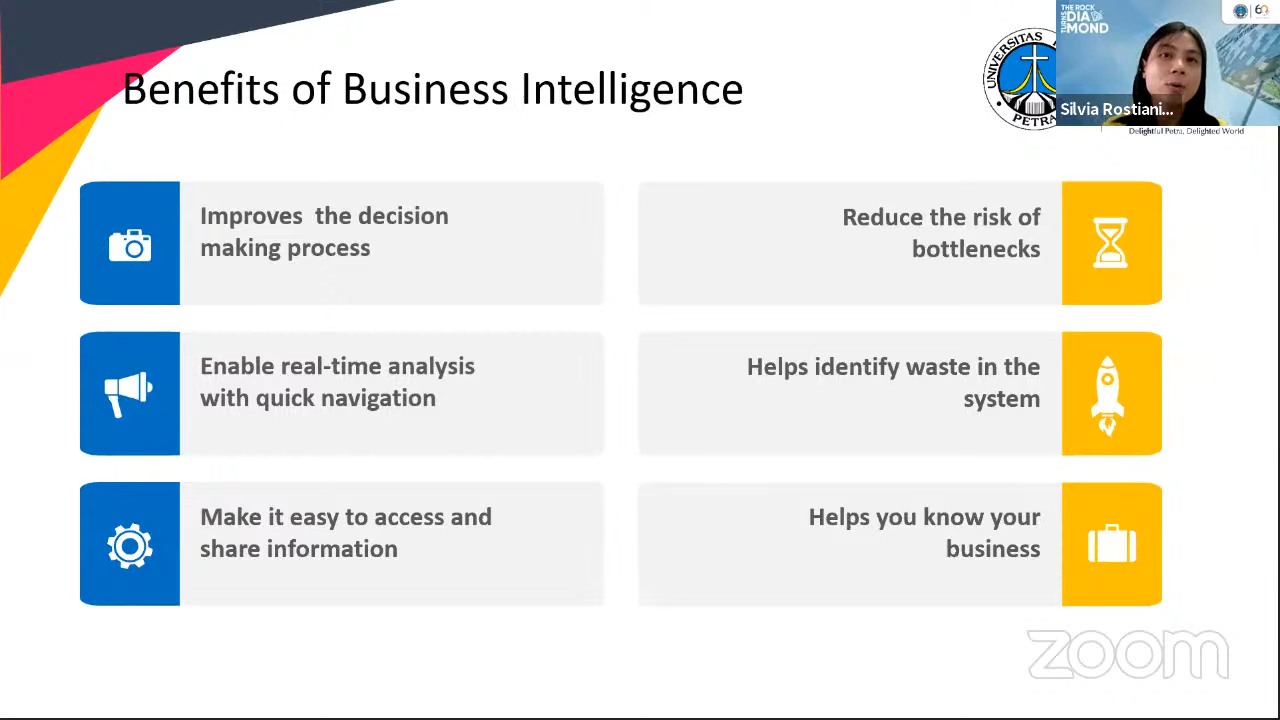 Benefits of Business Intelligence
UNIVERSITAS
PETRA
THE ROCK
TURNS
DIA
MOND
60
Silvia Rostiani...
Delightful Petra, Delighted World
Improves the decision
making process
Reduce the risk of
bottlenecks
Enable real-time analysis
with quick navigation
Helps identify waste in the
system
Make it easy to access and
share information
Helps you know your
business
zoom